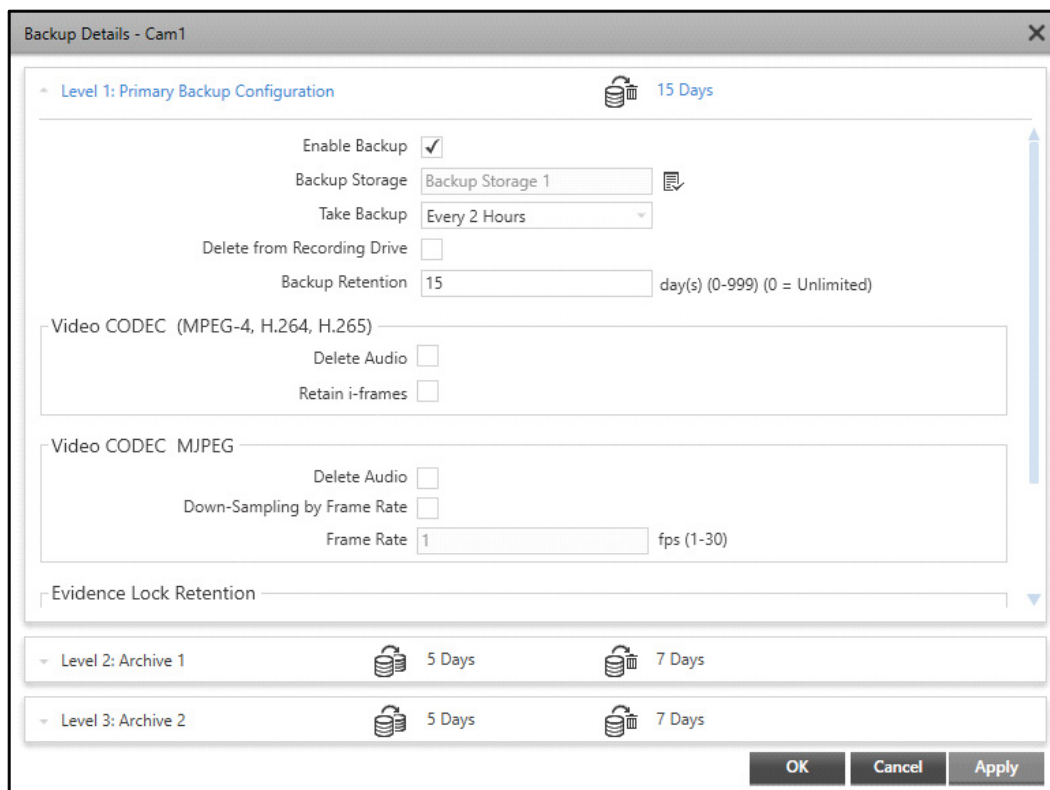 Backup Details - Cam1
Level 1: Primary Backup Configuration 15 Days
Enable Backup
Backup Storage Backup Storage 1
Take Backup Every 2 Hours
Delete from Recording Drive
Backup Retention 15 day(s) (0-999) (0 = Unlimited)
Video CODEC (MPEG-4, H.264, H.265)
Delete Audio
Retain i-frames
Video CODEC MJPEG
Delete Audio
Down-Sampling by Frame Rate
Frame Rate 1 fps (1-30)
Evidence Lock Retention
Level 2: Archive 1 5 Days 7 Days
Level 3: Archive 2 5 Days 7 Days
OK Cancel Apply